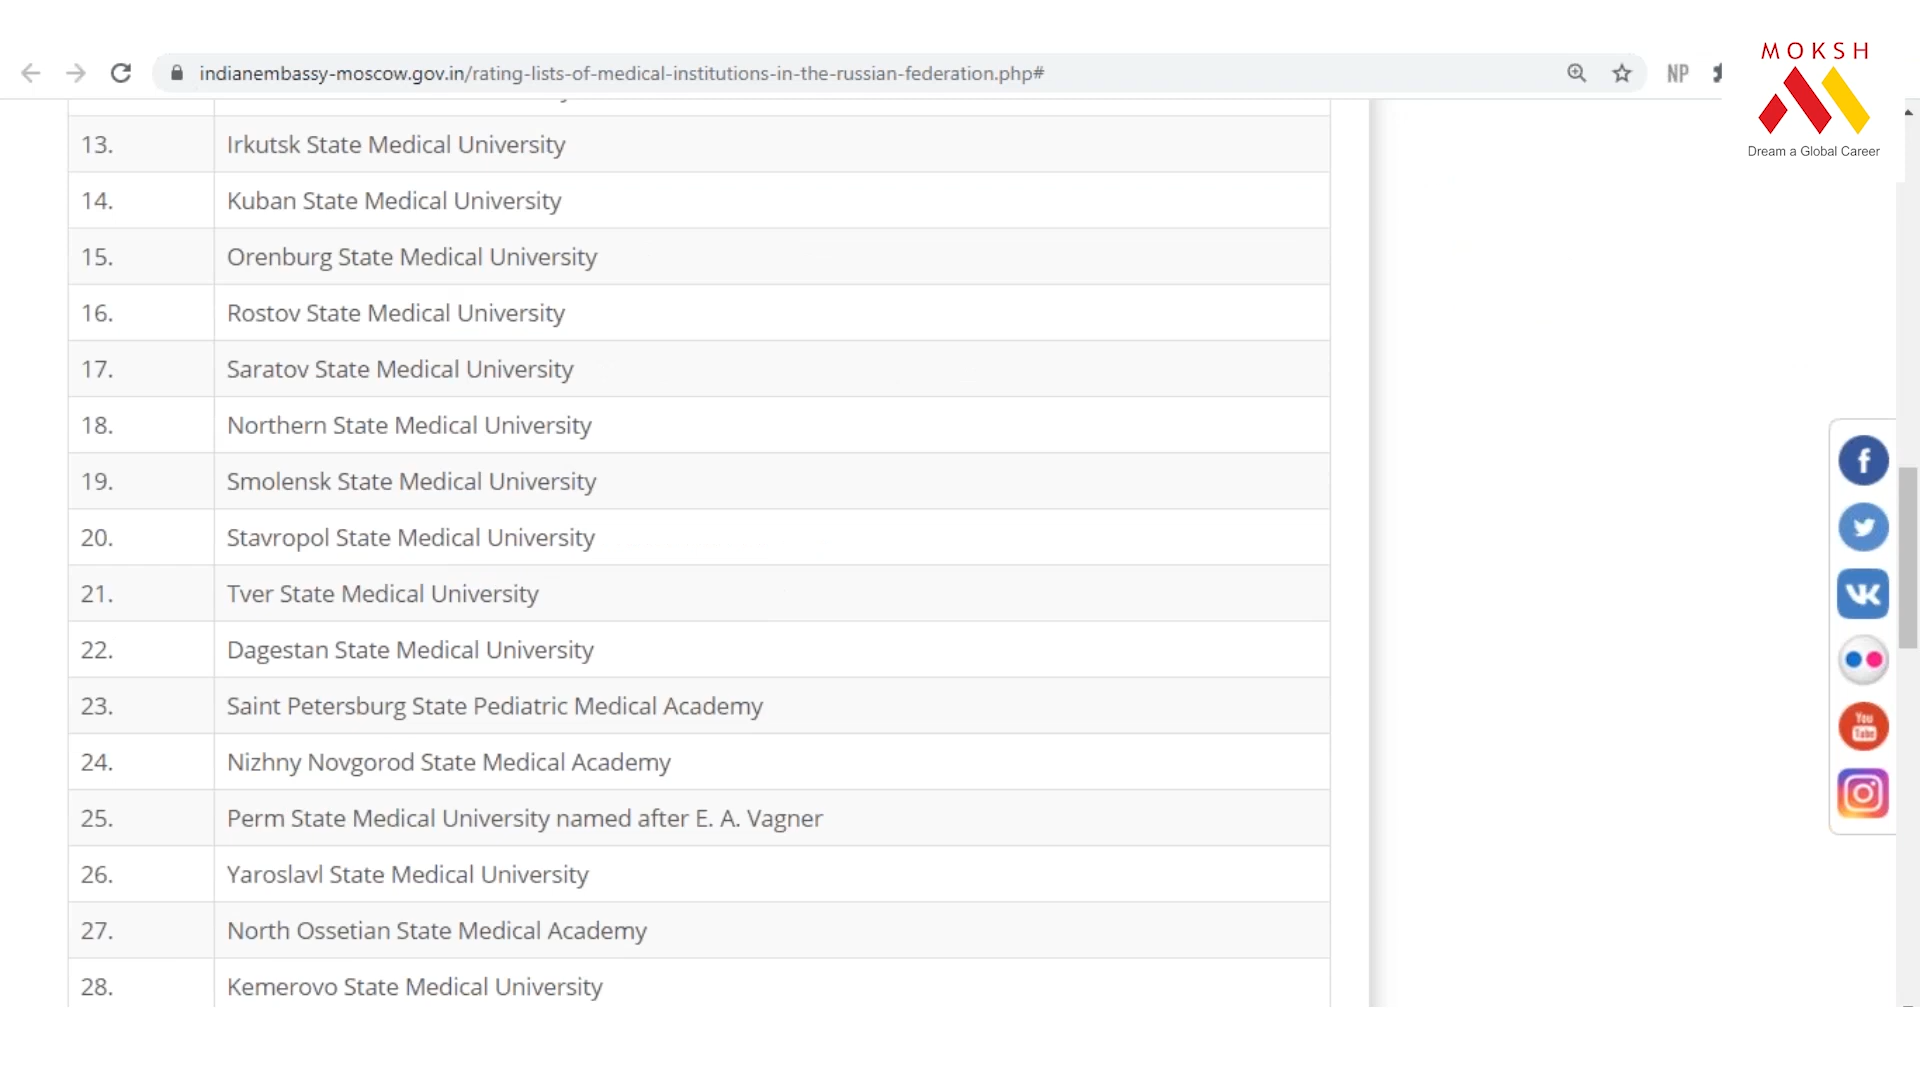 MOKSH
indianembassy-moscow.gov.in/rating-lists-of-medical-institutions-in-the-russian-federation.php#
NP
Dream a Global Career
13. Irkutsk State Medical University
14. Kuban State Medical University
15. Orenburg State Medical University
16. Rostov State Medical University
17. Saratov State Medical University
18. Northern State Medical University
19. Smolensk State Medical University
20. Stavropol State Medical University
21. Tver State Medical University
22. Dagestan State Medical University
23. Saint Petersburg State Pediatric Medical Academy
24. Nizhny Novgorod State Medical Academy
25. Perm State Medical University named after E. A. Vagner
26. Yaroslavl State Medical University
27. North Ossetian State Medical Academy
28. Kemerovo State Medical University
f
VK
You
Tube